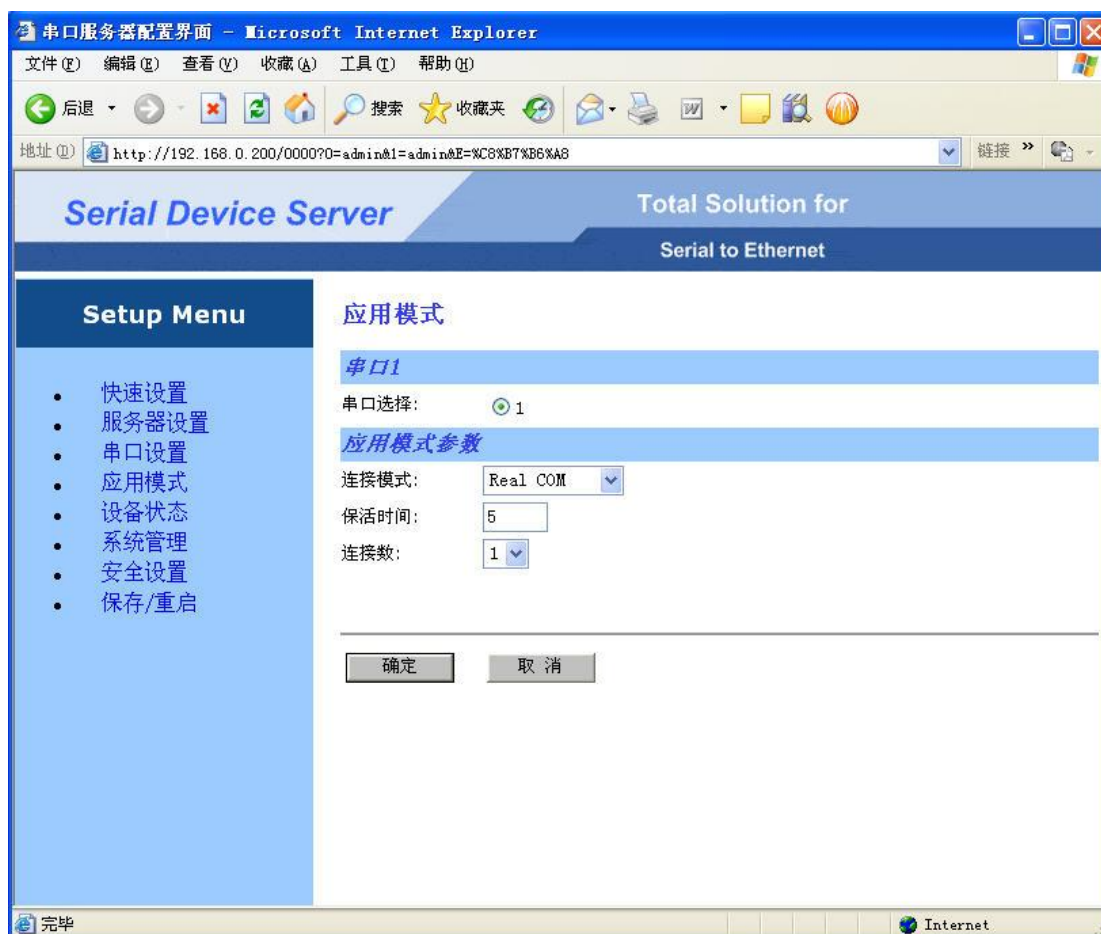 串口服务器配置界面 - Microsoft Internet Explorer
文件(F) 编辑(E) 查看(V) 收藏(A) 工具(T) 帮助(H)
后退 搜索 收藏夹
地址(D) http://192.168.0.200/0000?0=admin&1=admin&E=%C8%B7%B6%A8 链接 »
Serial Device Server
Total Solution for
Serial to Ethernet
Setup Menu
快速设置
服务器设置
串口设置
应用模式
设备状态
系统管理
安全设置
保存/重启
应用模式
串口1
串口选择: 1
应用模式参数
连接模式: Real COM
保活时间: 5
连接数: 1
确定 取 消
完毕 Internet